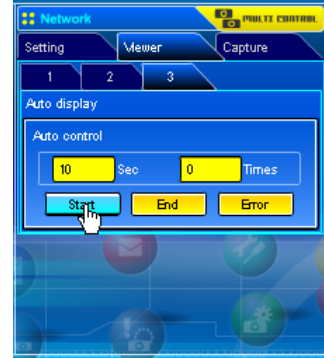 Network
MULTI CONTROL
Setting Viewer Capture
1 2 3
Auto display
Auto control
10 Sec 0 Times
Start End Error